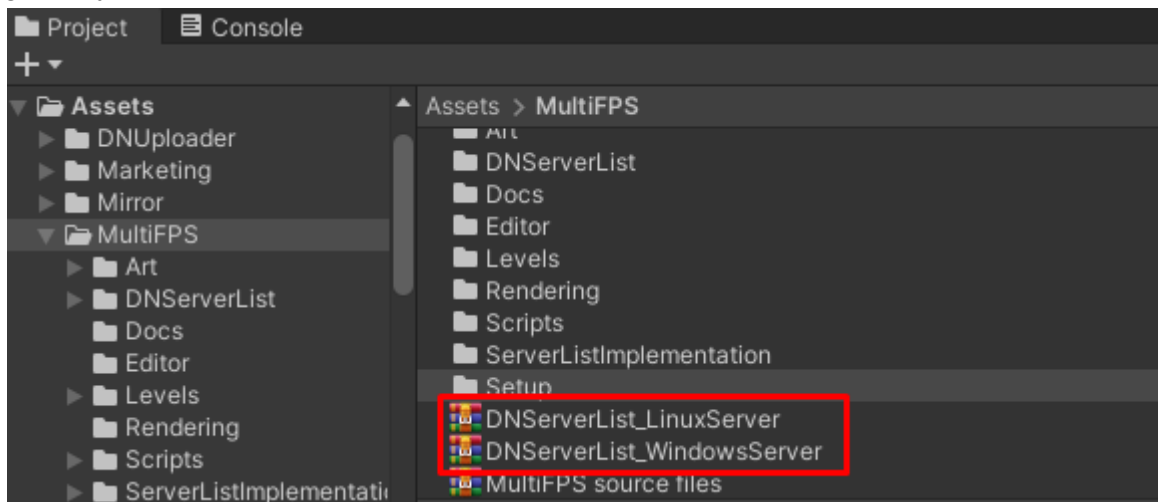 Project
Console
Assets
DNUploader
Marketing
Mirror
MultiFPS
Art
DNServerList
Docs
Editor
Levels
Rendering
Scripts
ServerListImplementati
Assets > MultiFPS
Art
DNServerList
Docs
Editor
Levels
Rendering
Scripts
ServerListImplementation
Setup
DNServerList_LinuxServer
DNServerList_WindowsServer
MultiFPS source files